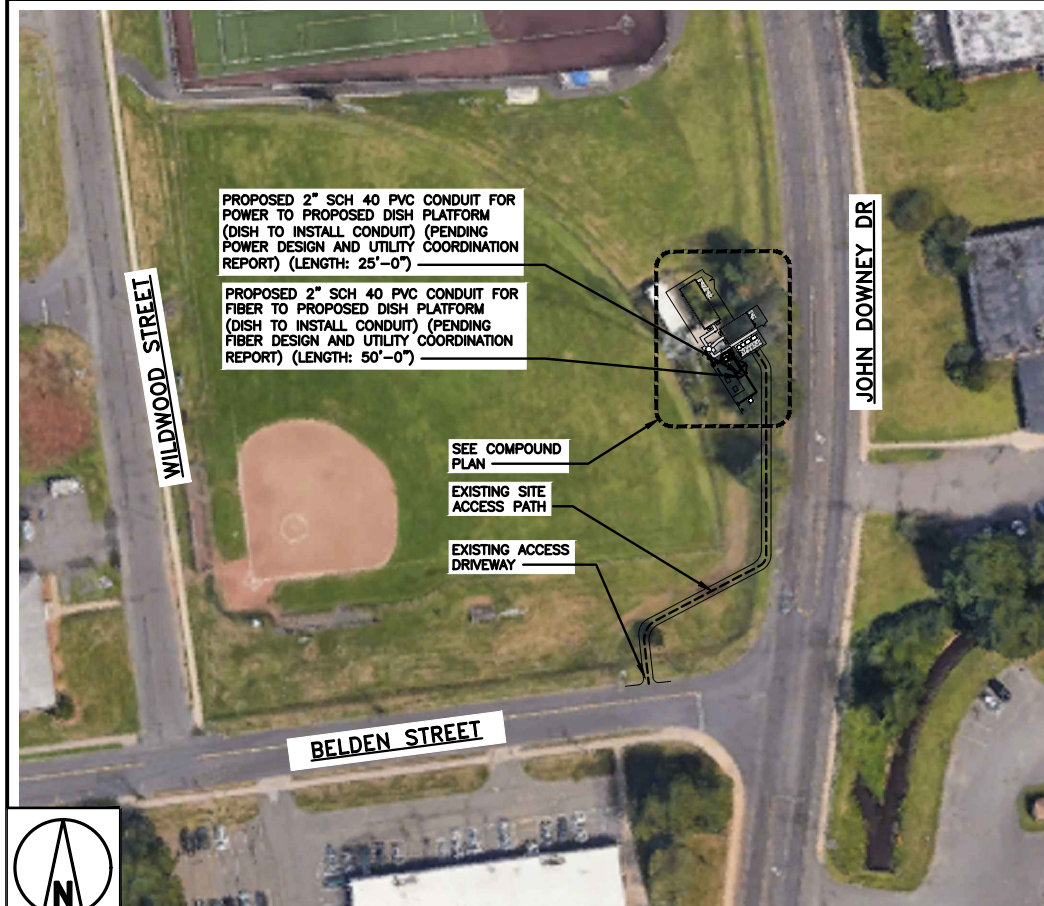 PROPOSED 2" SCH 40 PVC CONDUIT FOR
POWER TO PROPOSED DISH PLATFORM
(DISH TO INSTALL CONDUIT) (PENDING
POWER DESIGN AND UTILITY COORDINATION
REPORT) (LENGTH: 25'-0")
PROPOSED 2" SCH 40 PVC CONDUIT FOR
FIBER TO PROPOSED DISH PLATFORM
(DISH TO INSTALL CONDUIT) (PENDING
FIBER DESIGN AND UTILITY COORDINATION
REPORT) (LENGTH: 50'-0")
WILDWOOD STREET
JOHN DOWNEY DR
SEE COMPOUND
PLAN
EXISTING SITE
ACCESS PATH
EXISTING ACCESS
DRIVEWAY
BELDEN STREET
N